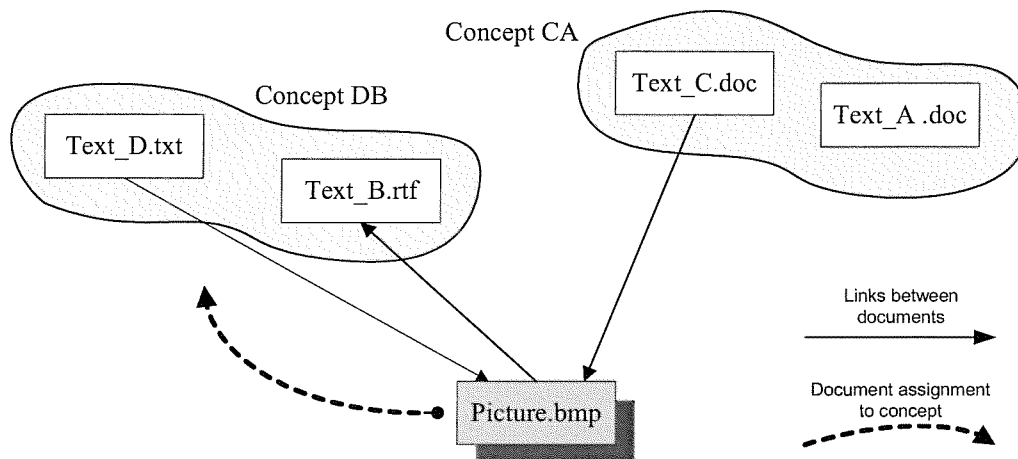 Concept CA
Text_C.doc
Text_A .doc
Concept DB
Text_D.txt
Text_B.rtf
Links between
documents
Picture.bmp
Document assignment
to concept